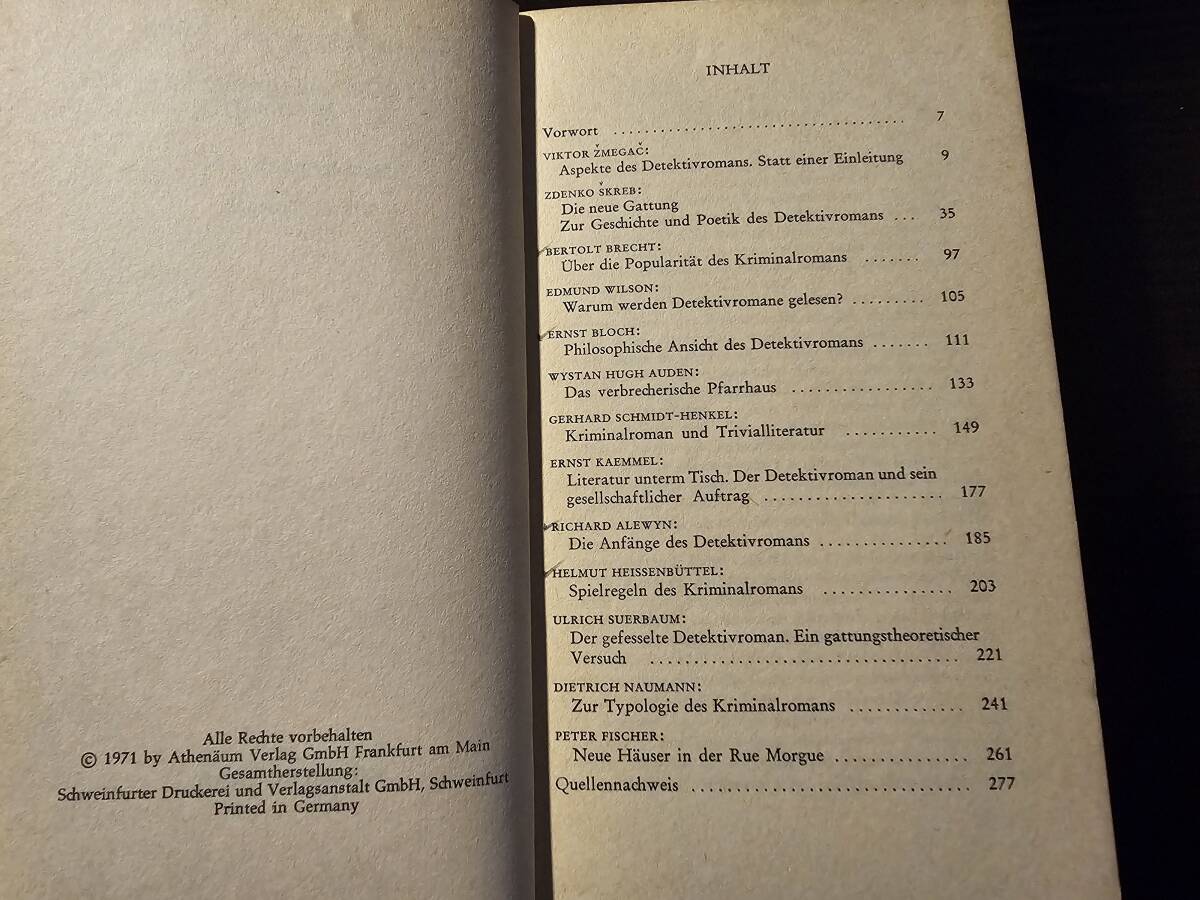 Alle Rechte vorbehalten
© 1971 by Athenäum Verlag GmbH Frankfurt am Main
Gesamtherstellung:
Schweinfurter Druckerei und Verlagsanstalt GmbH, Schweinfurt
Printed in Germany
INHALT
Vorwort .................................... 7
VIKTOR ŽMEGAČ:
Aspekte des Detektivromans. Statt einer Einleitung 9
ZDENKO ŠKREB:
Die neue Gattung
Zur Geschichte und Poetik des Detektivromans ... 35
BERTOLT BRECHT:
Über die Popularität des Kriminalromans ....... 97
EDMUND WILSON:
Warum werden Detektivromane gelesen? ......... 105
ERNST BLOCH:
Philosophische Ansicht des Detektivromans ....... 111
WYSTAN HUGH AUDEN:
Das verbrecherische Pfarrhaus ................. 133
GERHARD SCHMIDT-HENKEL:
Kriminalroman und Trivialliteratur ........... 149
ERNST KAEMMEL:
Literatur unterm Tisch. Der Detektivroman und sein
gesellschaftlicher Auftrag ...................... 177
RICHARD ALEWYN:
Die Anfänge des Detektivromans ............... 185
HELMUT HEISSENBÜTTEL:
Spielregeln des Kriminalromans ............... 203
ULRICH SUERBAUM:
Der gefesselte Detektivroman. Ein gattungstheoretischer
Versuch .................................... 221
DIETRICH NAUMANN:
Zur Typologie des Kriminalromans ............. 241
PETER FISCHER:
Neue Häuser in der Rue Morgue ............... 261
Quellennachweis ................................ 277